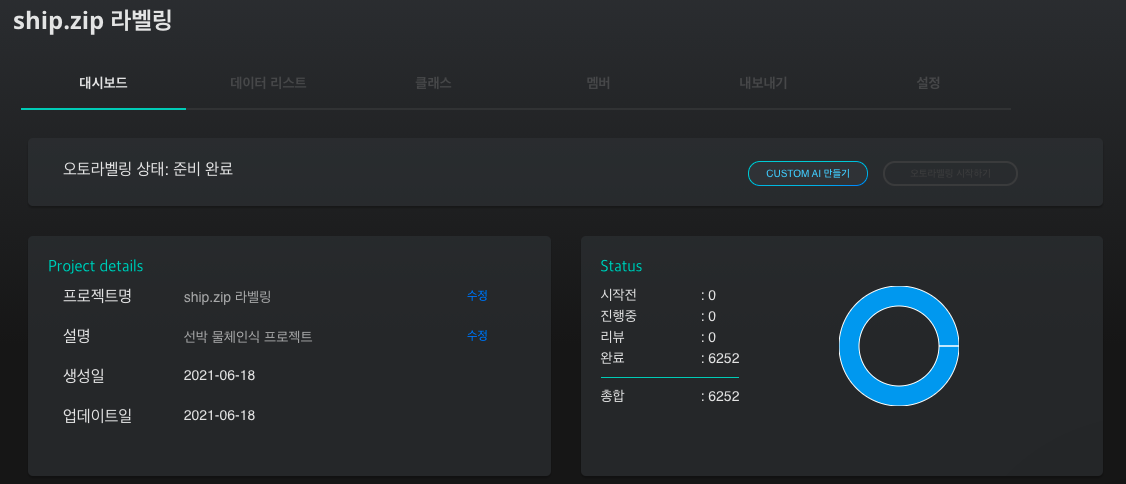 ship.zip 라벨링
대시보드 데이터 리스트 클래스 멤버 내보내기 설정
오토라벨링 상태: 준비 완료 CUSTOM AI 만들기 오토라벨링 시작하기
Project details
프로젝트명 ship.zip 라벨링 수정
설명 선박 물체인식 프로젝트 수정
생성일 2021-06-18
업데이트일 2021-06-18
Status
시작전 : 0
진행중 : 0
리뷰 : 0
완료 : 6252
총합 : 6252